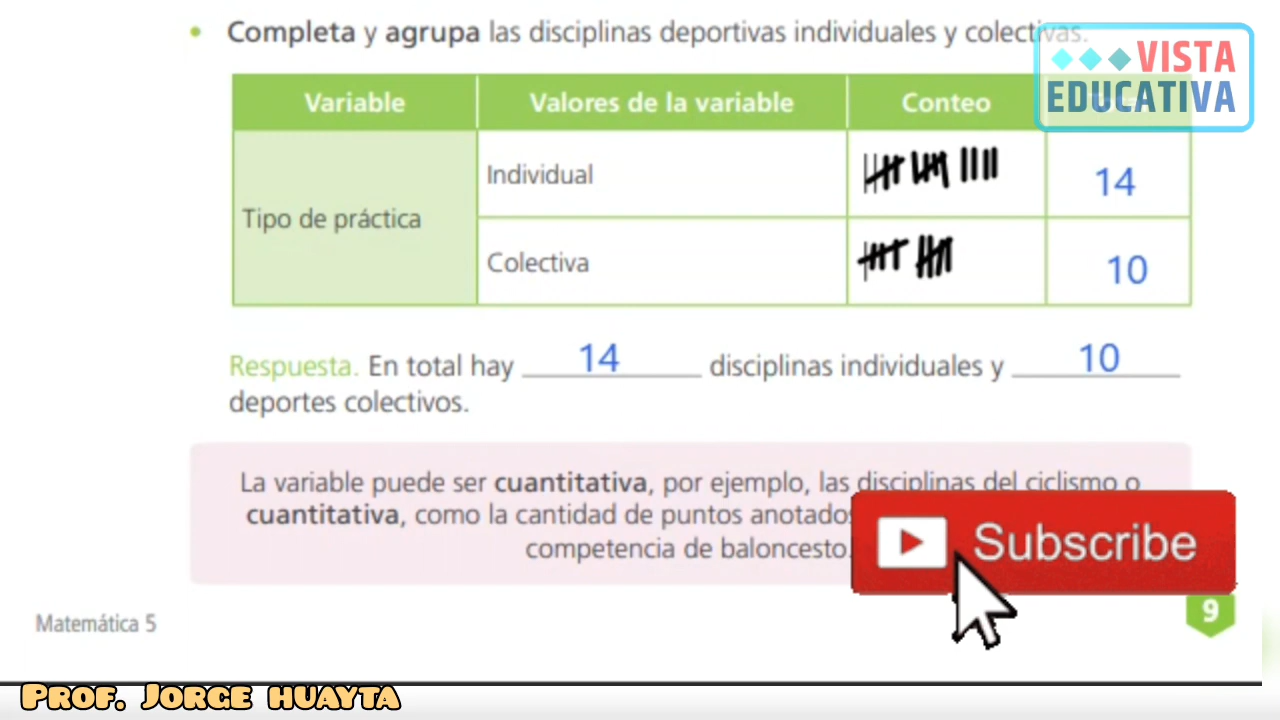 • Completa y agrupa las disciplinas deportivas individuales y colectivas.
VISTA
EDUCATIVA
Variable Valores de la variable Conteo
Individual 14
Tipo de práctica
Colectiva 10
Respuesta. En total hay 14 disciplinas individuales y 10
deportes colectivos.
La variable puede ser cuantitativa, por ejemplo, las disciplinas del ciclismo o
cuantitativa, como la cantidad de puntos anotados
competencia de baloncesto.
Subscribe
Matemática 5
9
PROF. JORGE HUAYTA